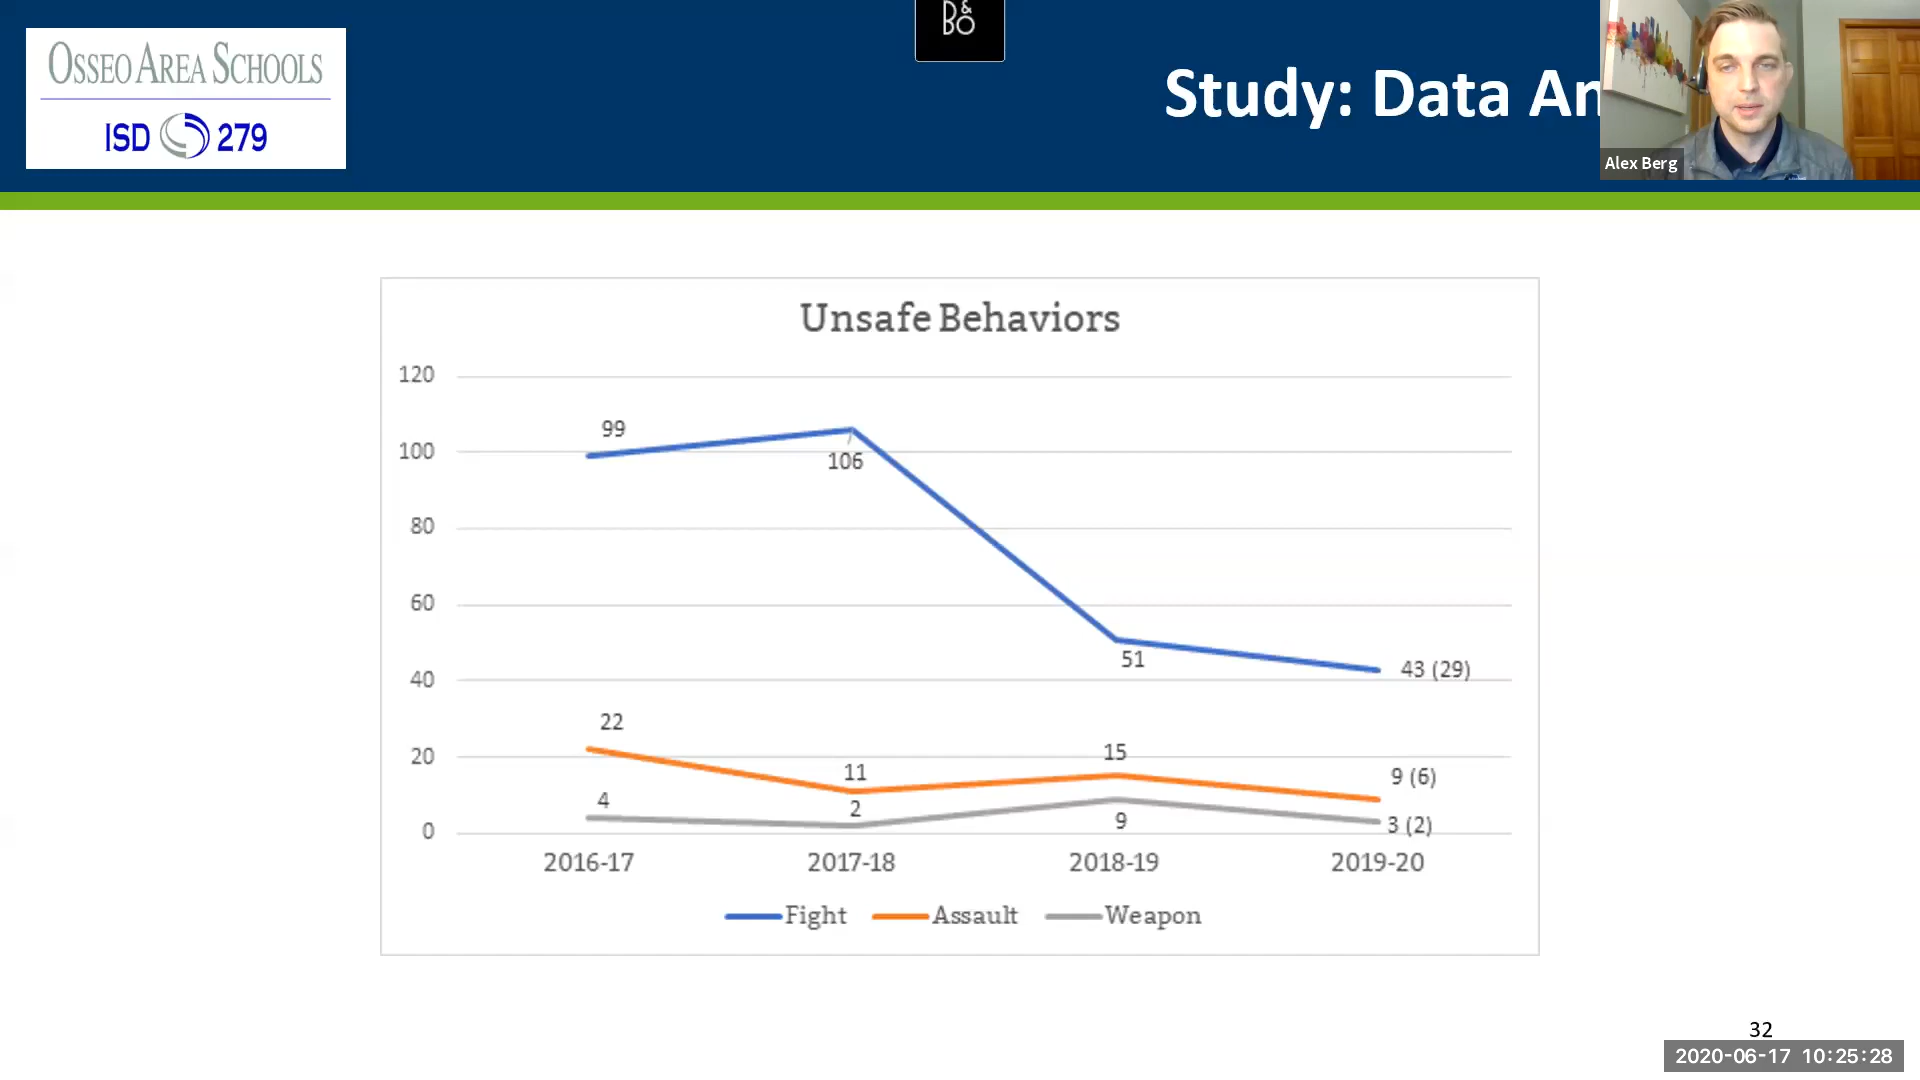 OSSEO AREA SCHOOLS
ISD 279
B&O
Study: Data An
Alex Berg
Unsafe Behaviors
120
100
80
60
40
20
0
99
106
51
43 (29)
22
11
15
9 (6)
4
2
9
3 (2)
2016-17 2017-18 2018-19 2019-20
Fight Assault Weapon
32
2020-06-17 10:25:28